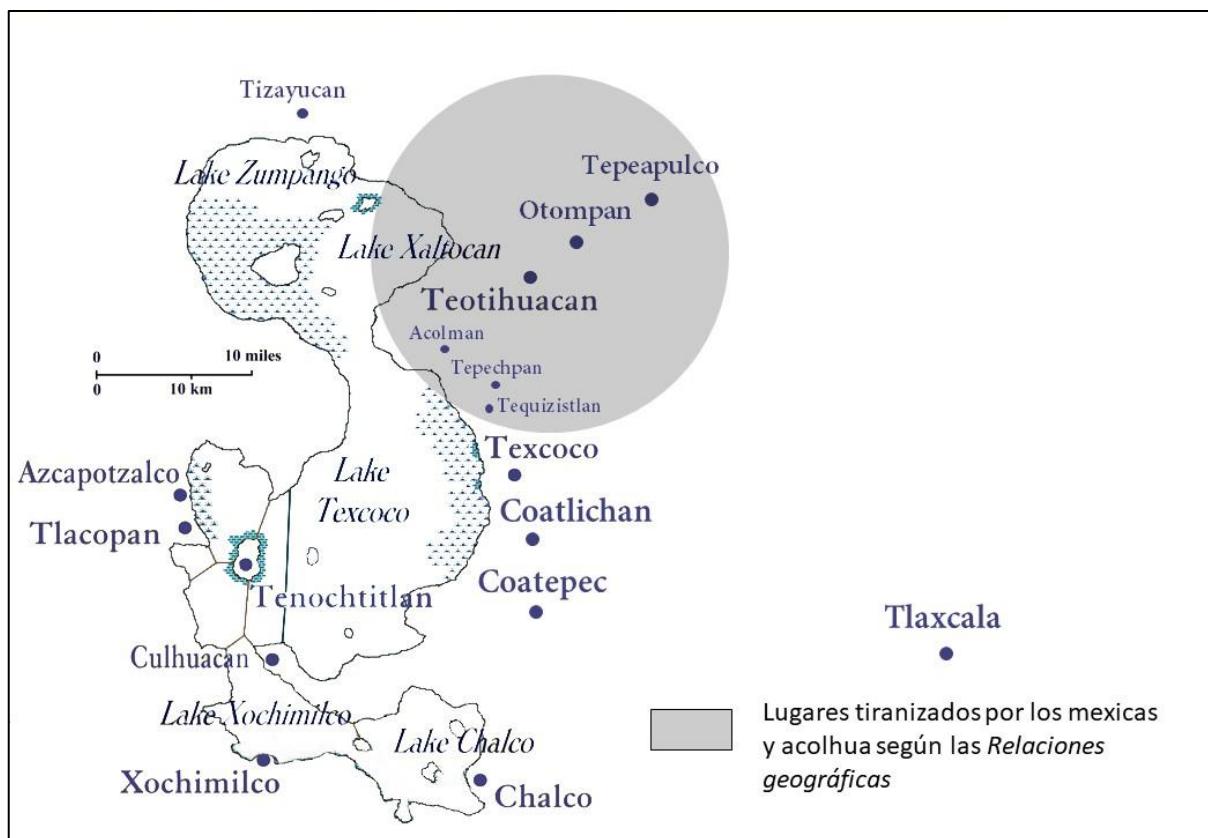 Tizayucan
Lake Zumpango
Tepeapulco
Otompan
Lake Xaltocan
Teotihuacan
Acolman
0 10 miles
Tepechpan
0 10 km
Tequizistlan
Texcoco
Azcapotzalco
Lake
Texcoco
Coatlichan
Tlacopan
Coatepec
Tenochtitlan
Tlaxcala
Culhuacan
Lake Xochimilco
Lake Chalco
Xochimilco
Chalco
Lugares tiranizados por los mexicas
y acolhua según las Relaciones
geográficas